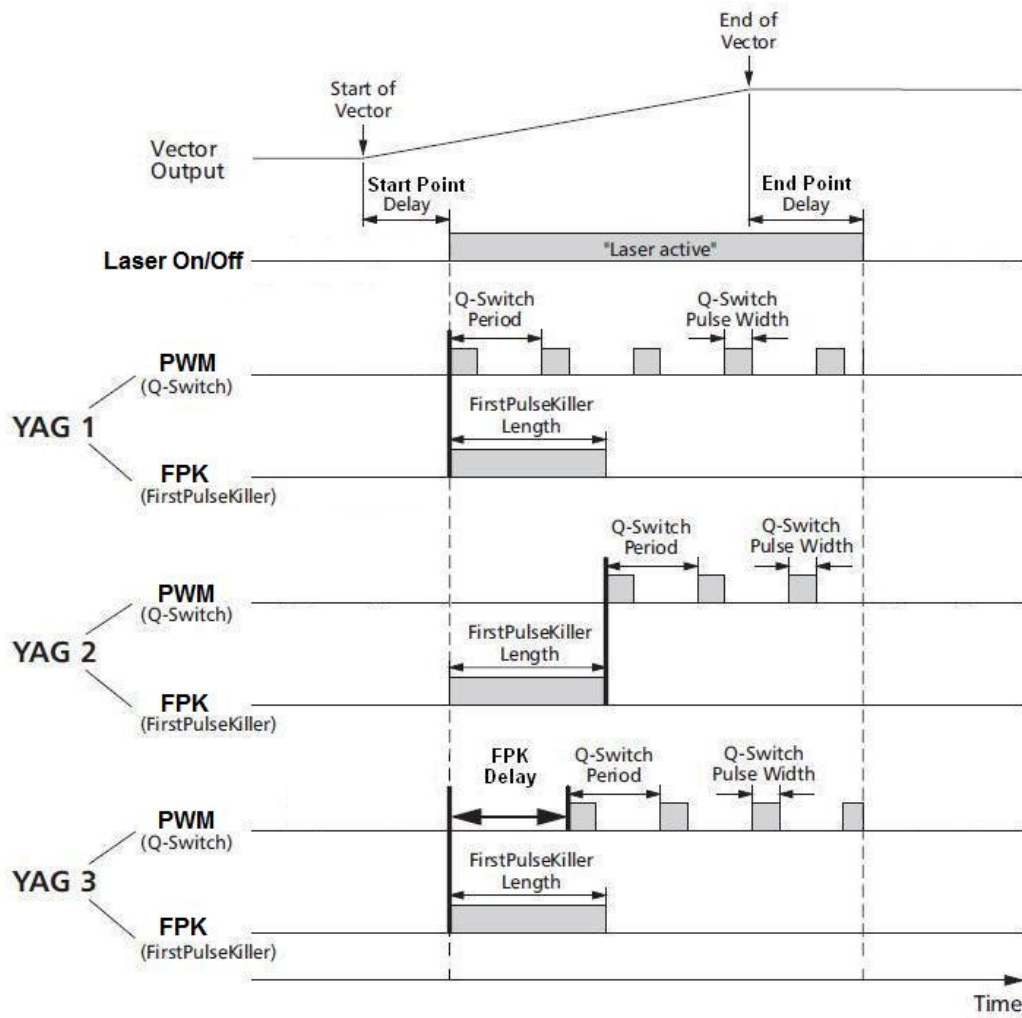 End of
Vector
Start of
Vector
Vector
Output
Start Point
Delay
End Point
Delay
Laser On/Off
"Laser active"
Q-Switch
Period
Q-Switch
Pulse Width
PWM
(Q-Switch)
YAG 1
FirstPulseKiller
Length
FPK
(FirstPulseKiller)
Q-Switch
Period
Q-Switch
Pulse Width
PWM
(Q-Switch)
YAG 2
FirstPulseKiller
Length
FPK
(FirstPulseKiller)
FPK
Delay
Q-Switch
Period
Q-Switch
Pulse Width
PWM
(Q-Switch)
YAG 3
FirstPulseKiller
Length
FPK
(FirstPulseKiller)
Time